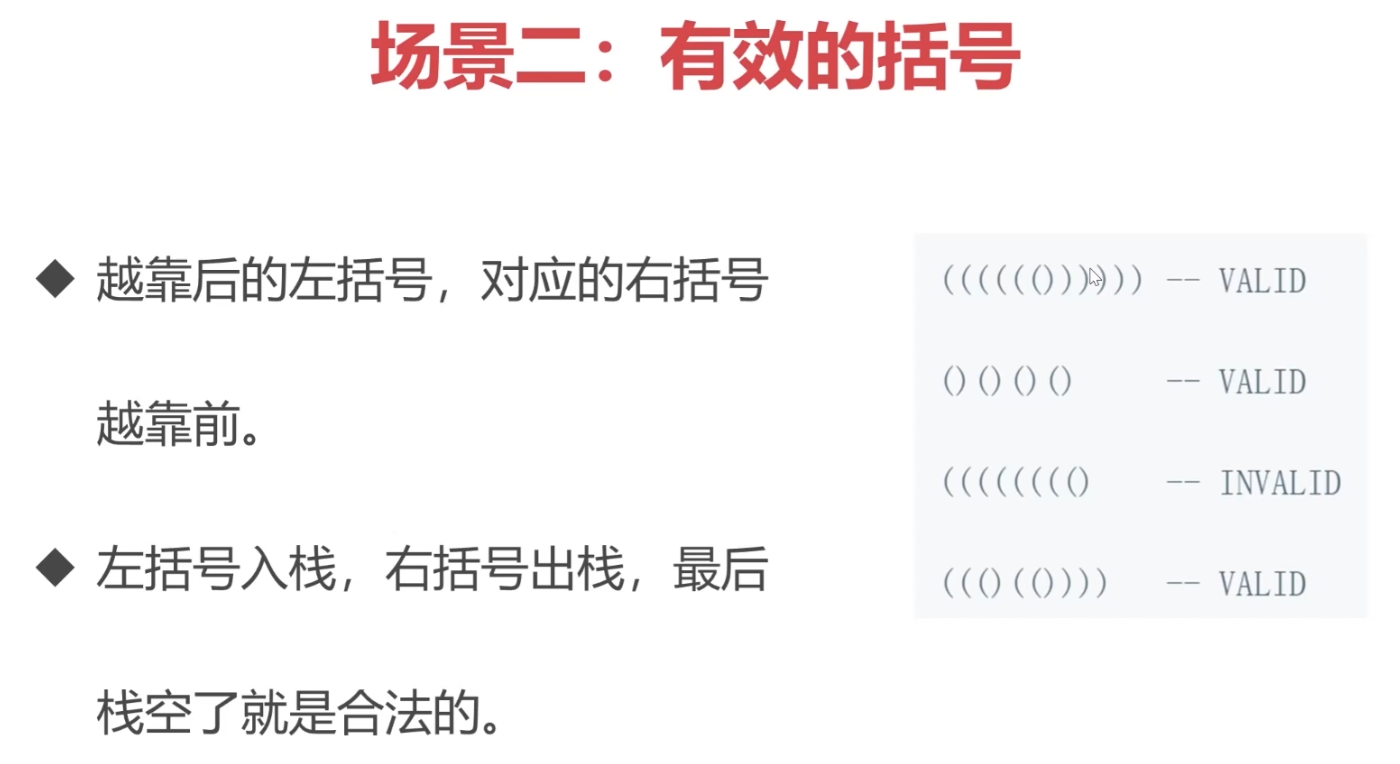 场景二：有效的括号
◆ 越靠后的左括号，对应的右括号
越靠前。
◆ 左括号入栈，右括号出栈，最后
栈空了就是合法的。
(((((()))))) -- VALID
()()()() -- VALID
(((((((() -- INVALID
((()(()))) -- VALID